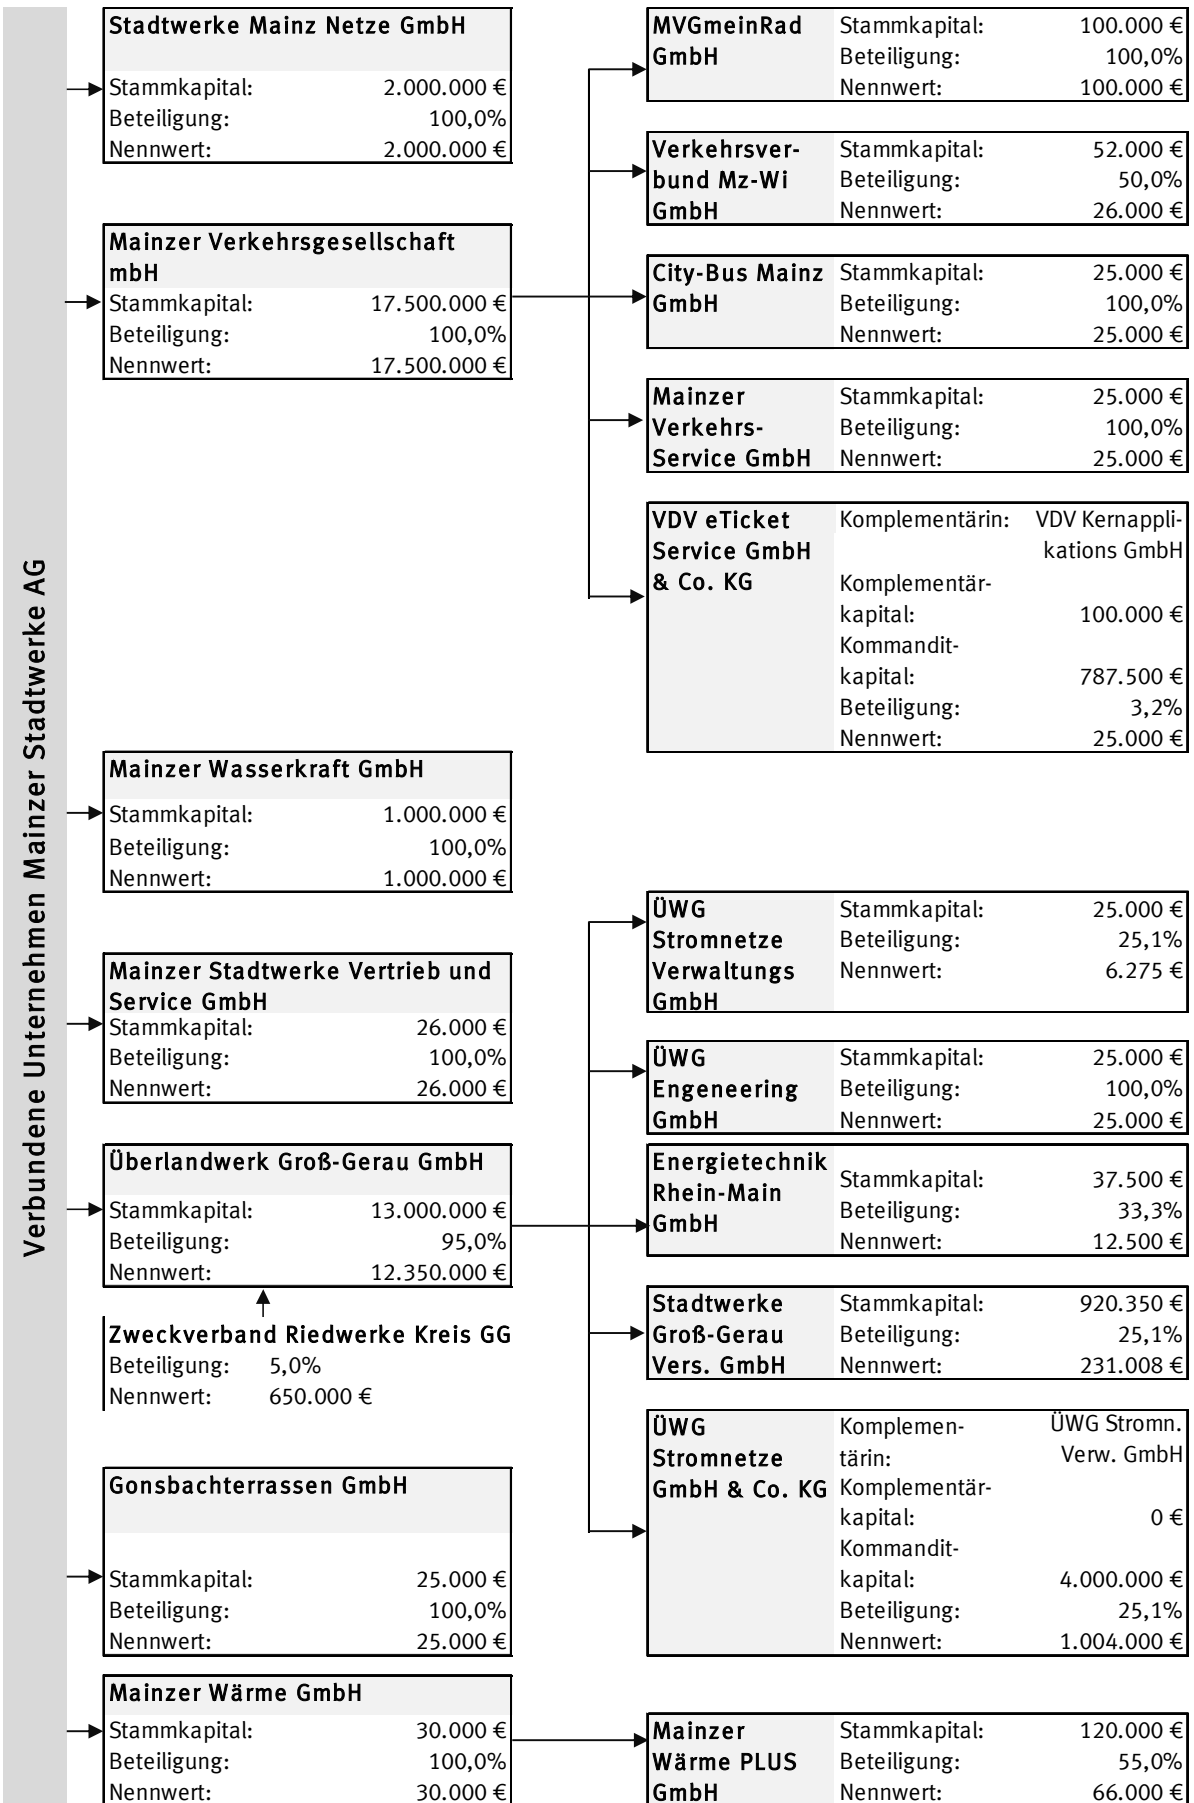 Verbundene Unternehmen Mainzer Stadtwerke AG
Stadtwerke Mainz Netze GmbH
Stammkapital: 2.000.000 €
Beteiligung: 100,0%
Nennwert: 2.000.000 €
MVGmeinRad
GmbH
Stammkapital: 100.000 €
Beteiligung: 100,0%
Nennwert: 100.000 €
Verkehrsver-
bund Mz-Wi
GmbH
Stammkapital: 52.000 €
Beteiligung: 50,0%
Nennwert: 26.000 €
Mainzer Verkehrsgesellschaft
mbH
Stammkapital: 17.500.000 €
Beteiligung: 100,0%
Nennwert: 17.500.000 €
City-Bus Mainz
GmbH
Stammkapital: 25.000 €
Beteiligung: 100,0%
Nennwert: 25.000 €
Mainzer
Verkehrs-
Service GmbH
Stammkapital: 25.000 €
Beteiligung: 100,0%
Nennwert: 25.000 €
VDV eTicket
Service GmbH
& Co. KG
Komplementärin: VDV Kernappli-
kations GmbH
Komplementär-
kapital: 100.000 €
Kommandit-
kapital: 787.500 €
Beteiligung: 3,2%
Nennwert: 25.000 €
Mainzer Wasserkraft GmbH
Stammkapital: 1.000.000 €
Beteiligung: 100,0%
Nennwert: 1.000.000 €
Mainzer Stadtwerke Vertrieb und
Service GmbH
Stammkapital: 26.000 €
Beteiligung: 100,0%
Nennwert: 26.000 €
ÜWG
Stromnetze
Verwaltungs
GmbH
Stammkapital: 25.000 €
Beteiligung: 25,1%
Nennwert: 6.275 €
ÜWG
Engeneering
GmbH
Stammkapital: 25.000 €
Beteiligung: 100,0%
Nennwert: 25.000 €
Überlandwerk Groß-Gerau GmbH
Stammkapital: 13.000.000 €
Beteiligung: 95,0%
Nennwert: 12.350.000 €
Zweckverband Riedwerke Kreis GG
Beteiligung: 5,0%
Nennwert: 650.000 €
Energietechnik
Rhein-Main
GmbH
Stammkapital: 37.500 €
Beteiligung: 33,3%
Nennwert: 12.500 €
Stadtwerke
Groß-Gerau
Vers. GmbH
Stammkapital: 920.350 €
Beteiligung: 25,1%
Nennwert: 231.008 €
ÜWG
Stromnetze
GmbH & Co. KG
Komplemen- ÜWG Stromn.
tärin: Verw. GmbH
Komplementär-
kapital: 0 €
Kommandit-
kapital: 4.000.000 €
Beteiligung: 25,1%
Nennwert: 1.004.000 €
Gonsbachterrassen GmbH
Stammkapital: 25.000 €
Beteiligung: 100,0%
Nennwert: 25.000 €
Mainzer Wärme GmbH
Stammkapital: 30.000 €
Beteiligung: 100,0%
Nennwert: 30.000 €
Mainzer
Wärme PLUS
GmbH
Stammkapital: 120.000 €
Beteiligung: 55,0%
Nennwert: 66.000 €